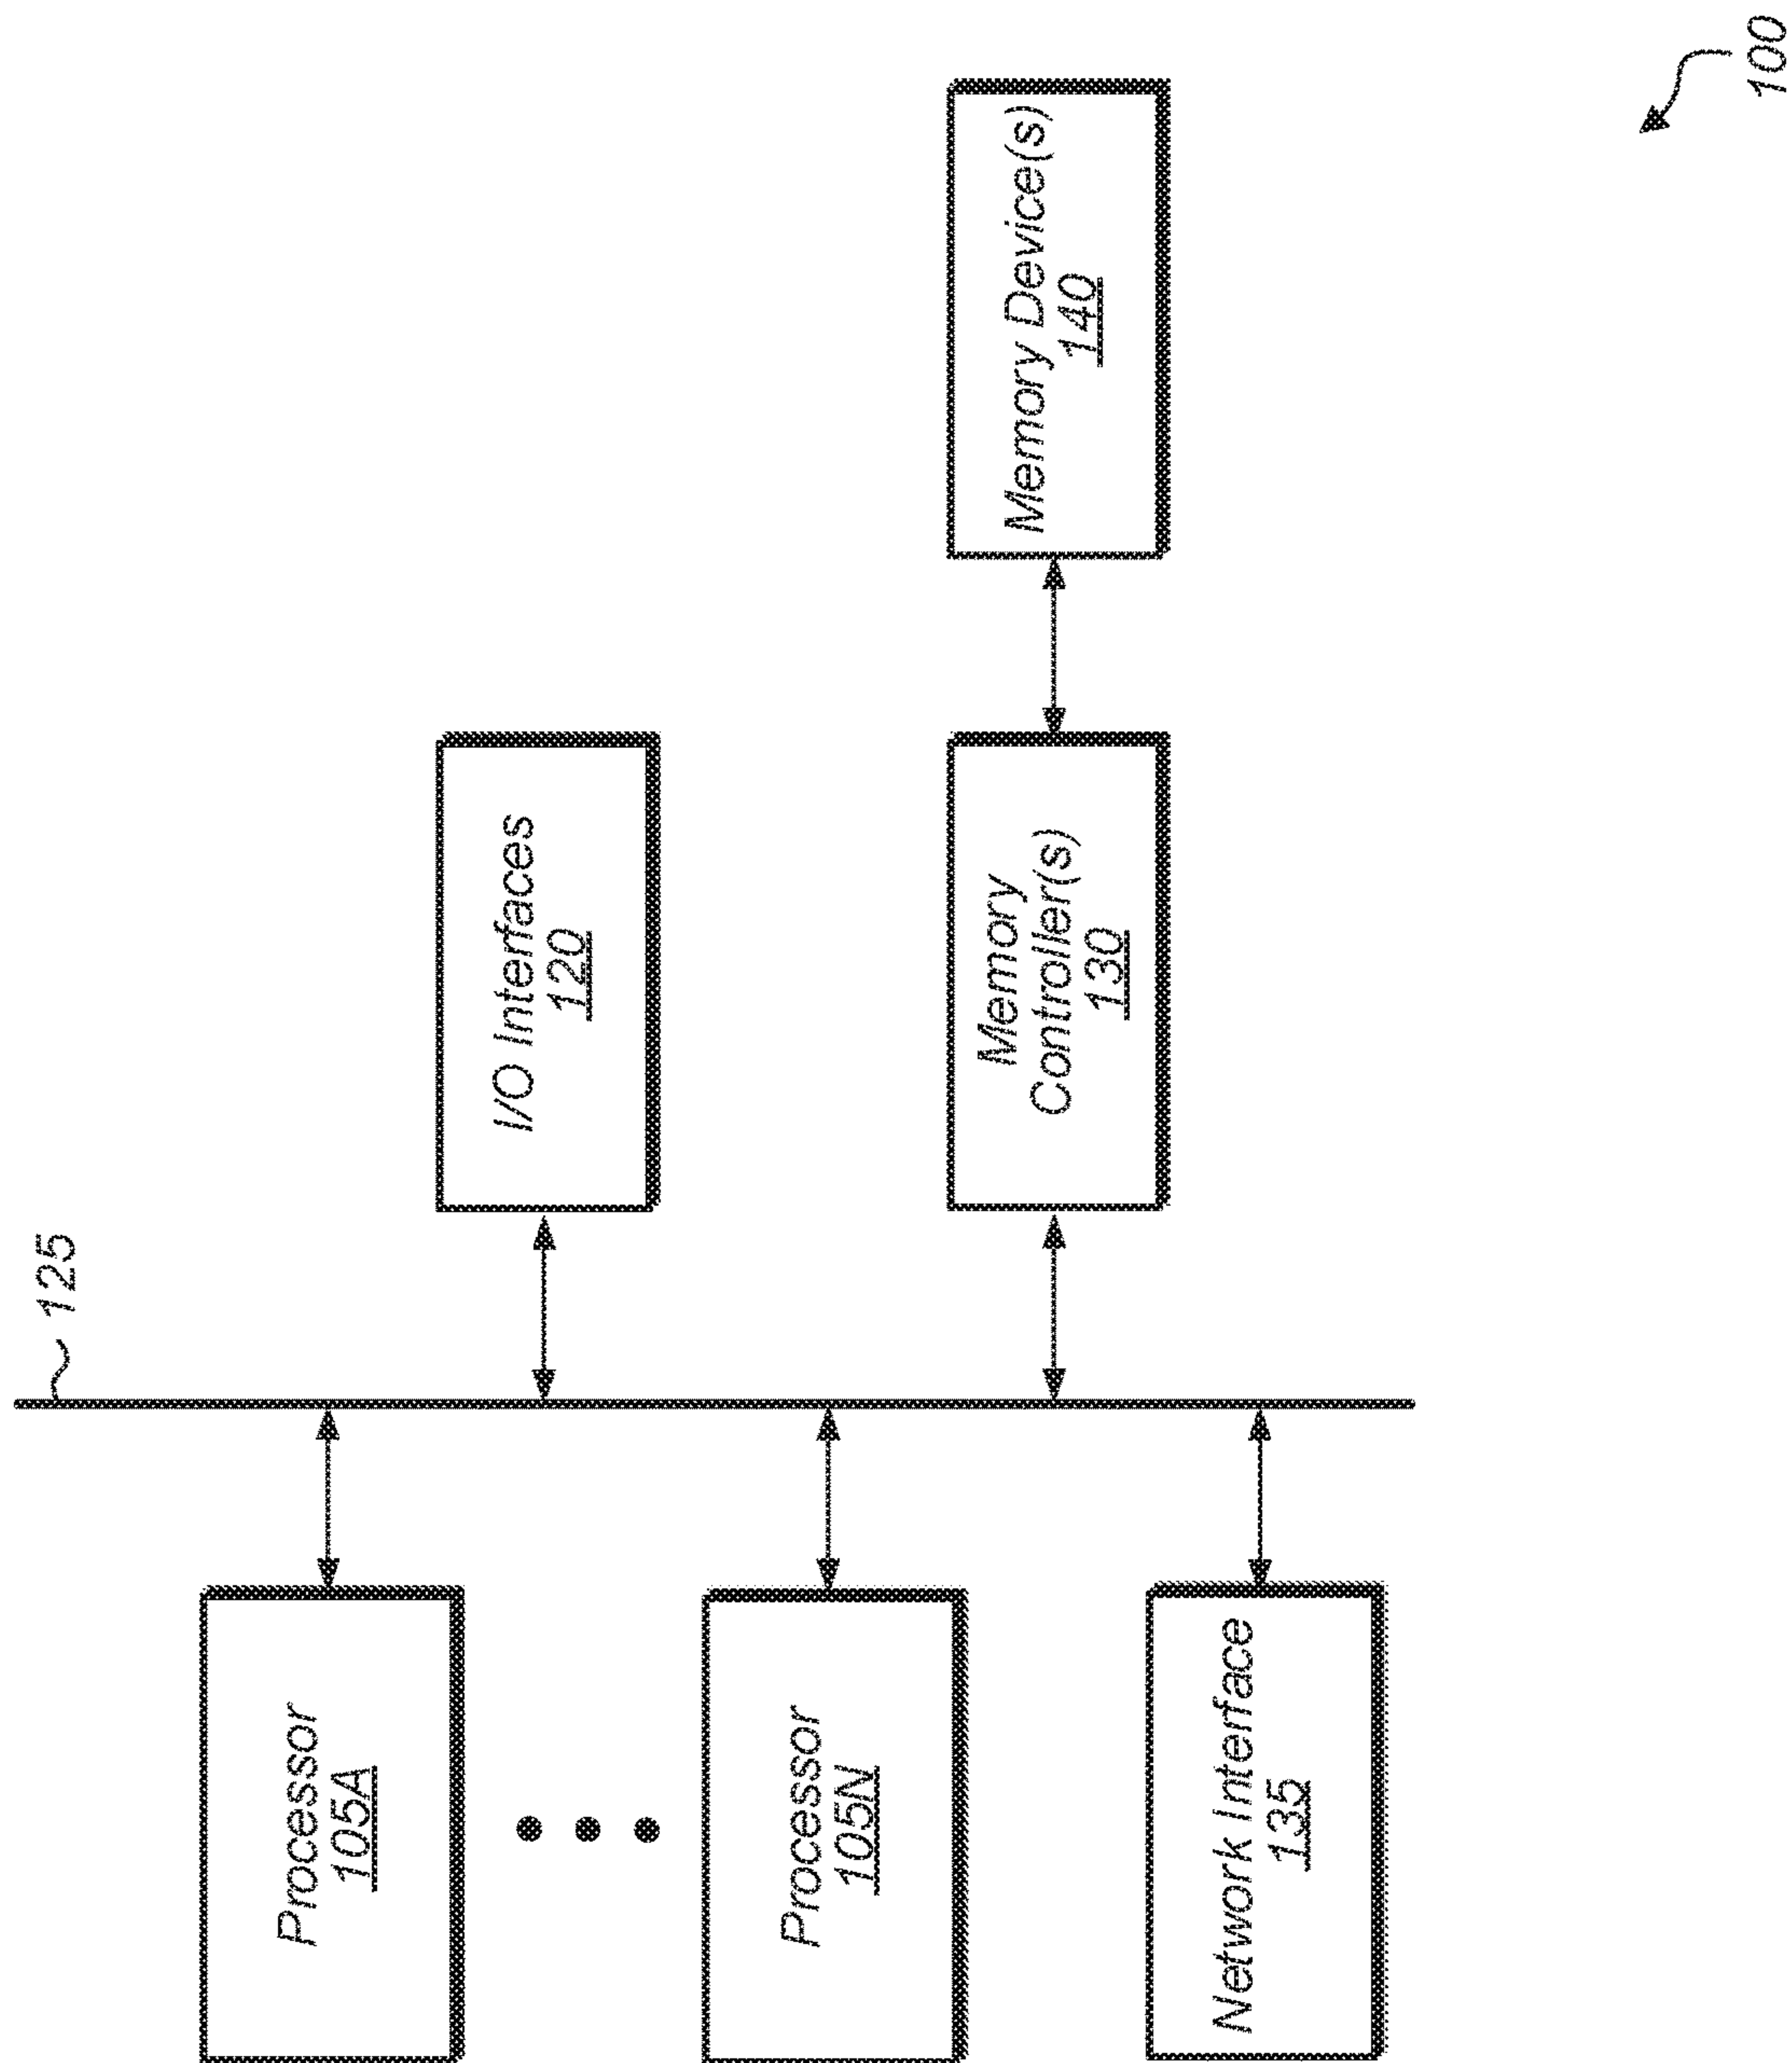 125
Processor
105A
I/O Interfaces
120
Processor
105N
Memory
Controller(s)
130
Memory Device(s)
140
Network Interface
135
100